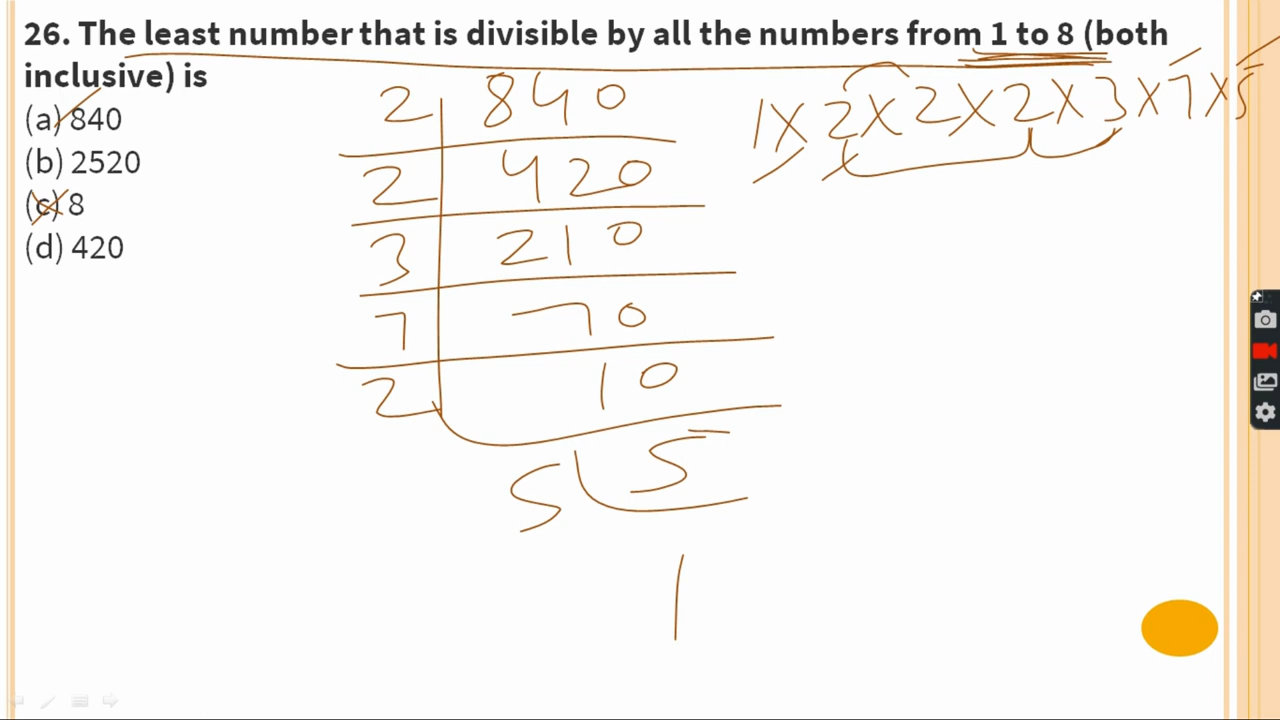 26. The least number that is divisible by all the numbers from 1 to 8 (both
inclusive) is
(a) 840
(b) 2520
(c) 8
(d) 420
1 X 2 X 2 X 2 X 3 X 7 X 5
2 840
2 420
3 210
7 70
2 10
5 5
1